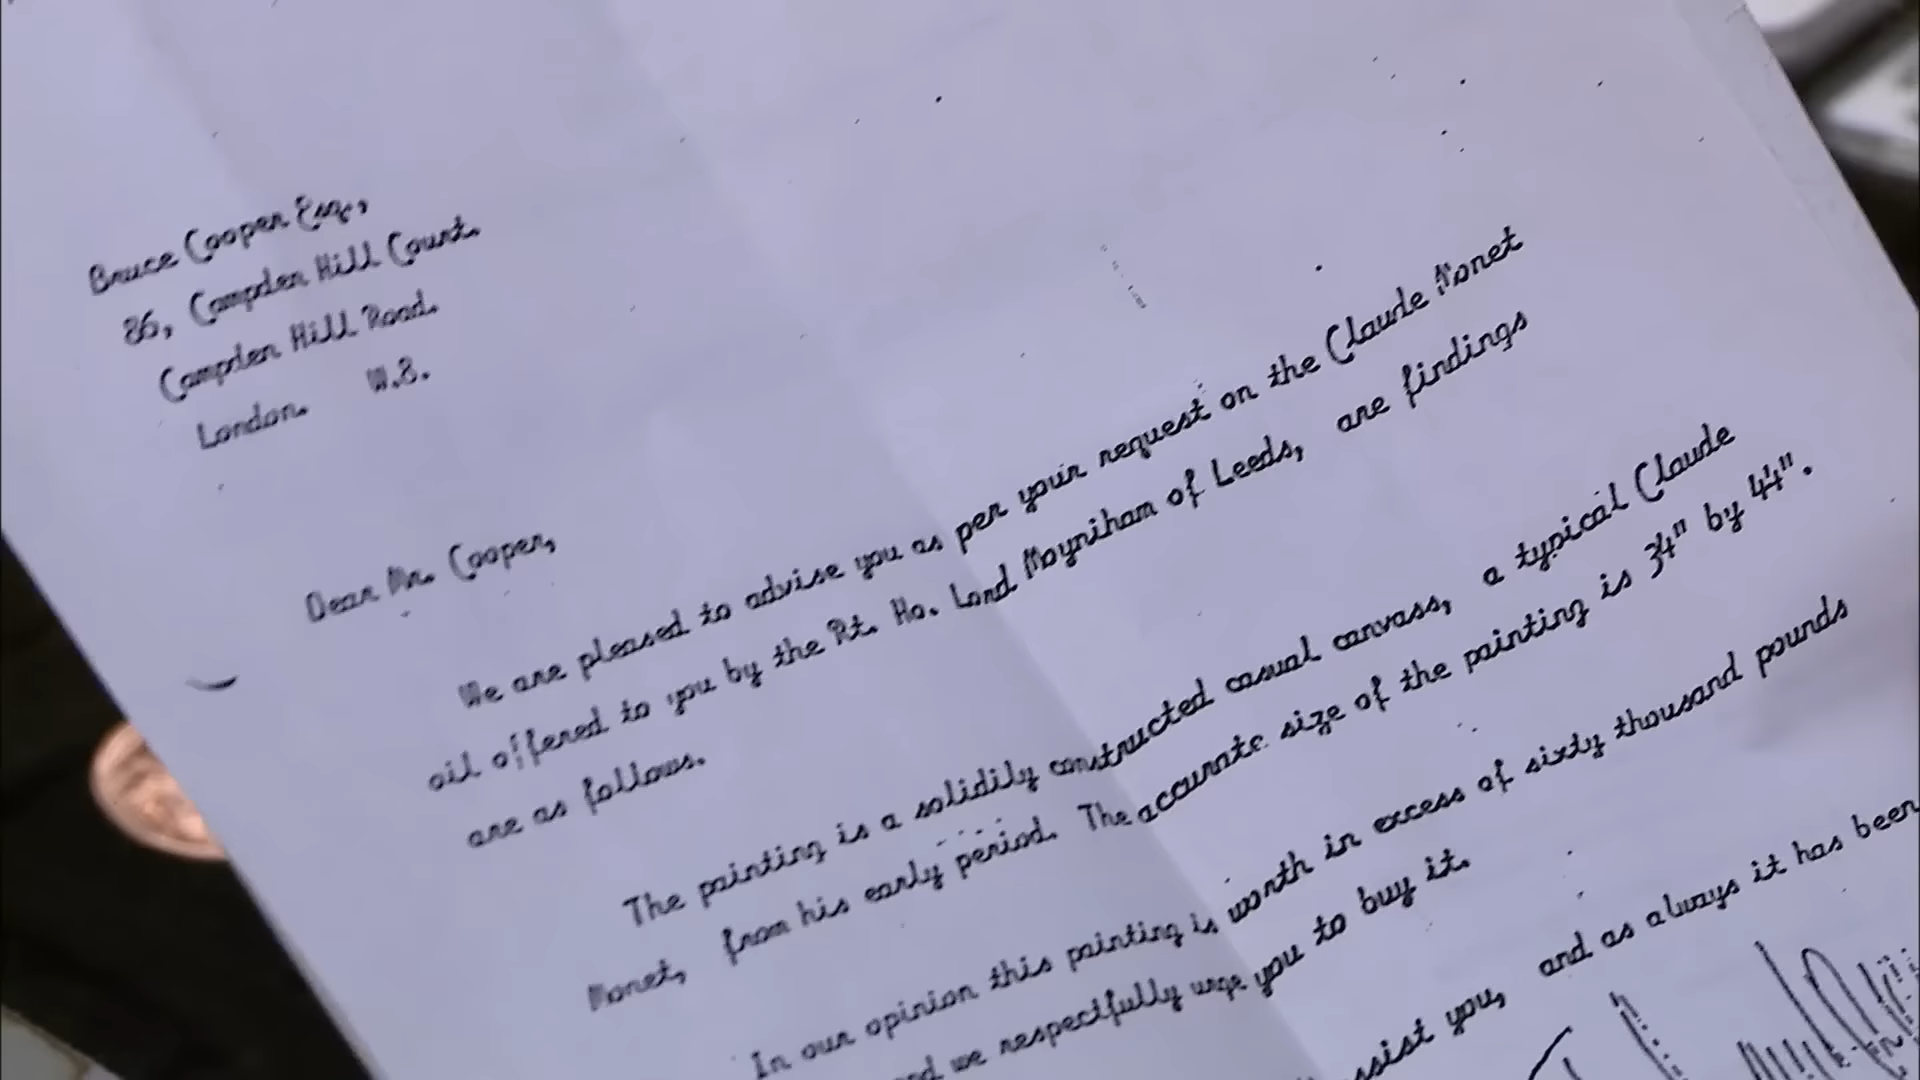 Bruce Cooper Esq,
86, Campden Hill Court.
Campden Hill Road.
London. W.8.
Dear Mr. Cooper,
We are pleased to advise you as per your request on the Claude Monet
oil offered to you by the Rt. Ho. Lord Moyniham of Leeds, are findings
are as follows.
The painting is a solidily constructed casual canvass, a typical Claude
Monet, from his early period. The accurate size of the painting is 34" by 44".
In our opinion this painting is worth in excess of sixty thousand pounds
we respectfully urge you to buy it.
you, and as always it has been